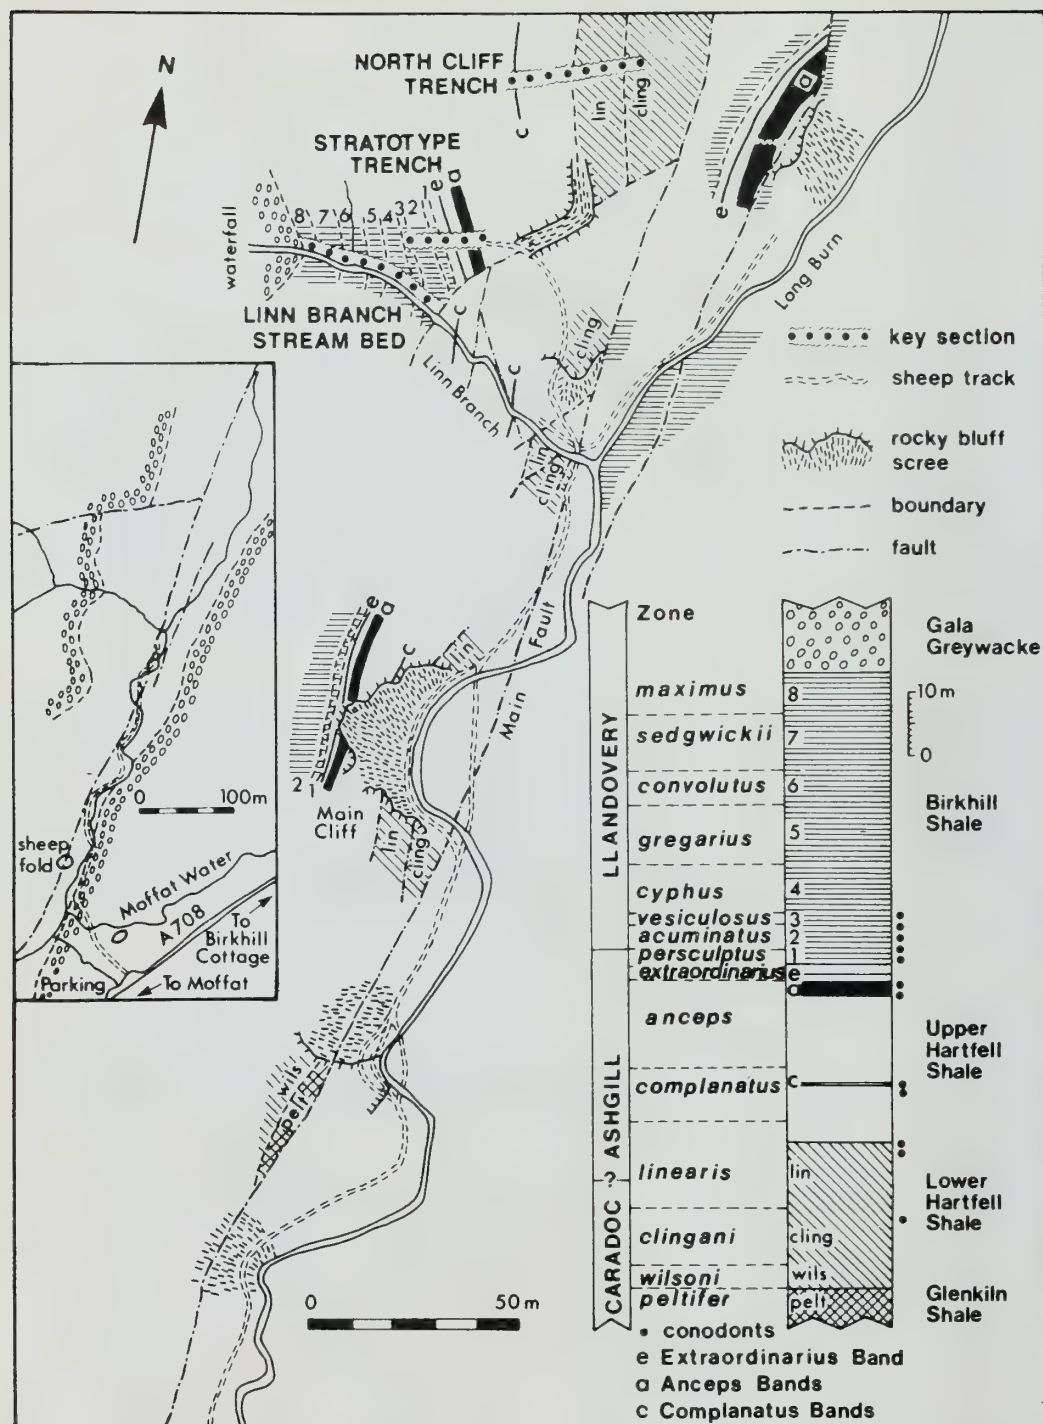 N
NORTH CLIFF
TRENCH
c
c
lin
cling
a
e
STRATOTYPE
TRENCH
e
a
1
8
7
6
5
4
3
2
waterfall
LINN BRANCH
STREAM BED
c
c
Linn Branch
cling
lin
cling
Long Burn
key section
sheep track
rocky bluff
scree
boundary
fault
e
a
c
lin
Main
Fault
2
1
Main
Cliff
lin
cling
wils
pelt
0
50 m
0
100m
sheep
fold
Moffat Water
A 708
To
Birkhill
Cottage
Parking
To Moffat
Zone
Gala
Greywacke
LLANDOVERY
maximus
8
10 m
sedgwickii
7
0
convolutus
6
Birkhill
Shale
gregarius
5
cyphus
4
vesiculosus
3
acuminatus
2
persculptus
1
extraordinarius
e
a
ASHGILL
anceps
Upper
Hartfell
Shale
complanatus
c
linearis
lin
Lower
Hartfell
Shale
?
CARADOC
clingani
cling
wilsoni
wils
peltifer
pelt
Glenkiln
Shale
• conodonts
e Extraordinarius Band
a Anceps Bands
c Complanatus Bands